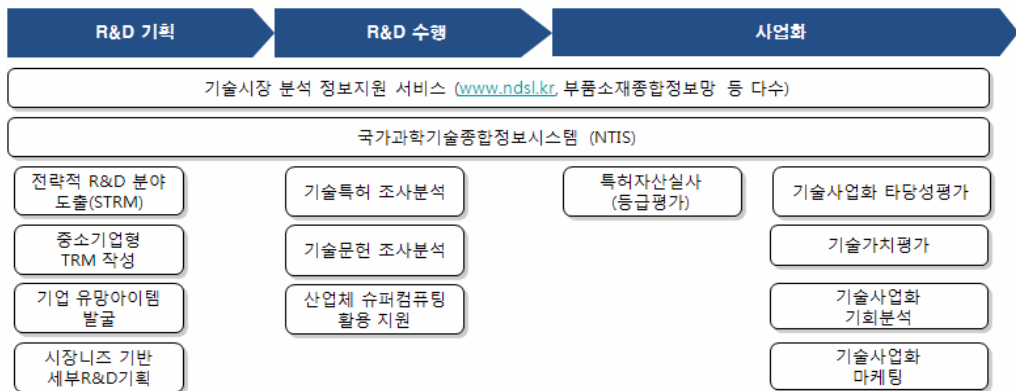 R&D 기획
R&D 수행
사업화
기술시장 분석 정보지원 서비스 (www.ndsl.kr, 부품소재종합정보망 등 다수)
국가과학기술종합정보시스템 (NTIS)
전략적 R&D 분야
도출(STRM)
중소기업형
TRM 작성
기업 유망아이템
발굴
시장니즈 기반
세부R&D기획
기술특허 조사분석
기술문헌 조사분석
산업체 슈퍼컴퓨팅
활용 지원
특허자산실사
(등급평가)
기술사업화 타당성평가
기술가치평가
기술사업화
기회분석
기술사업화
마케팅